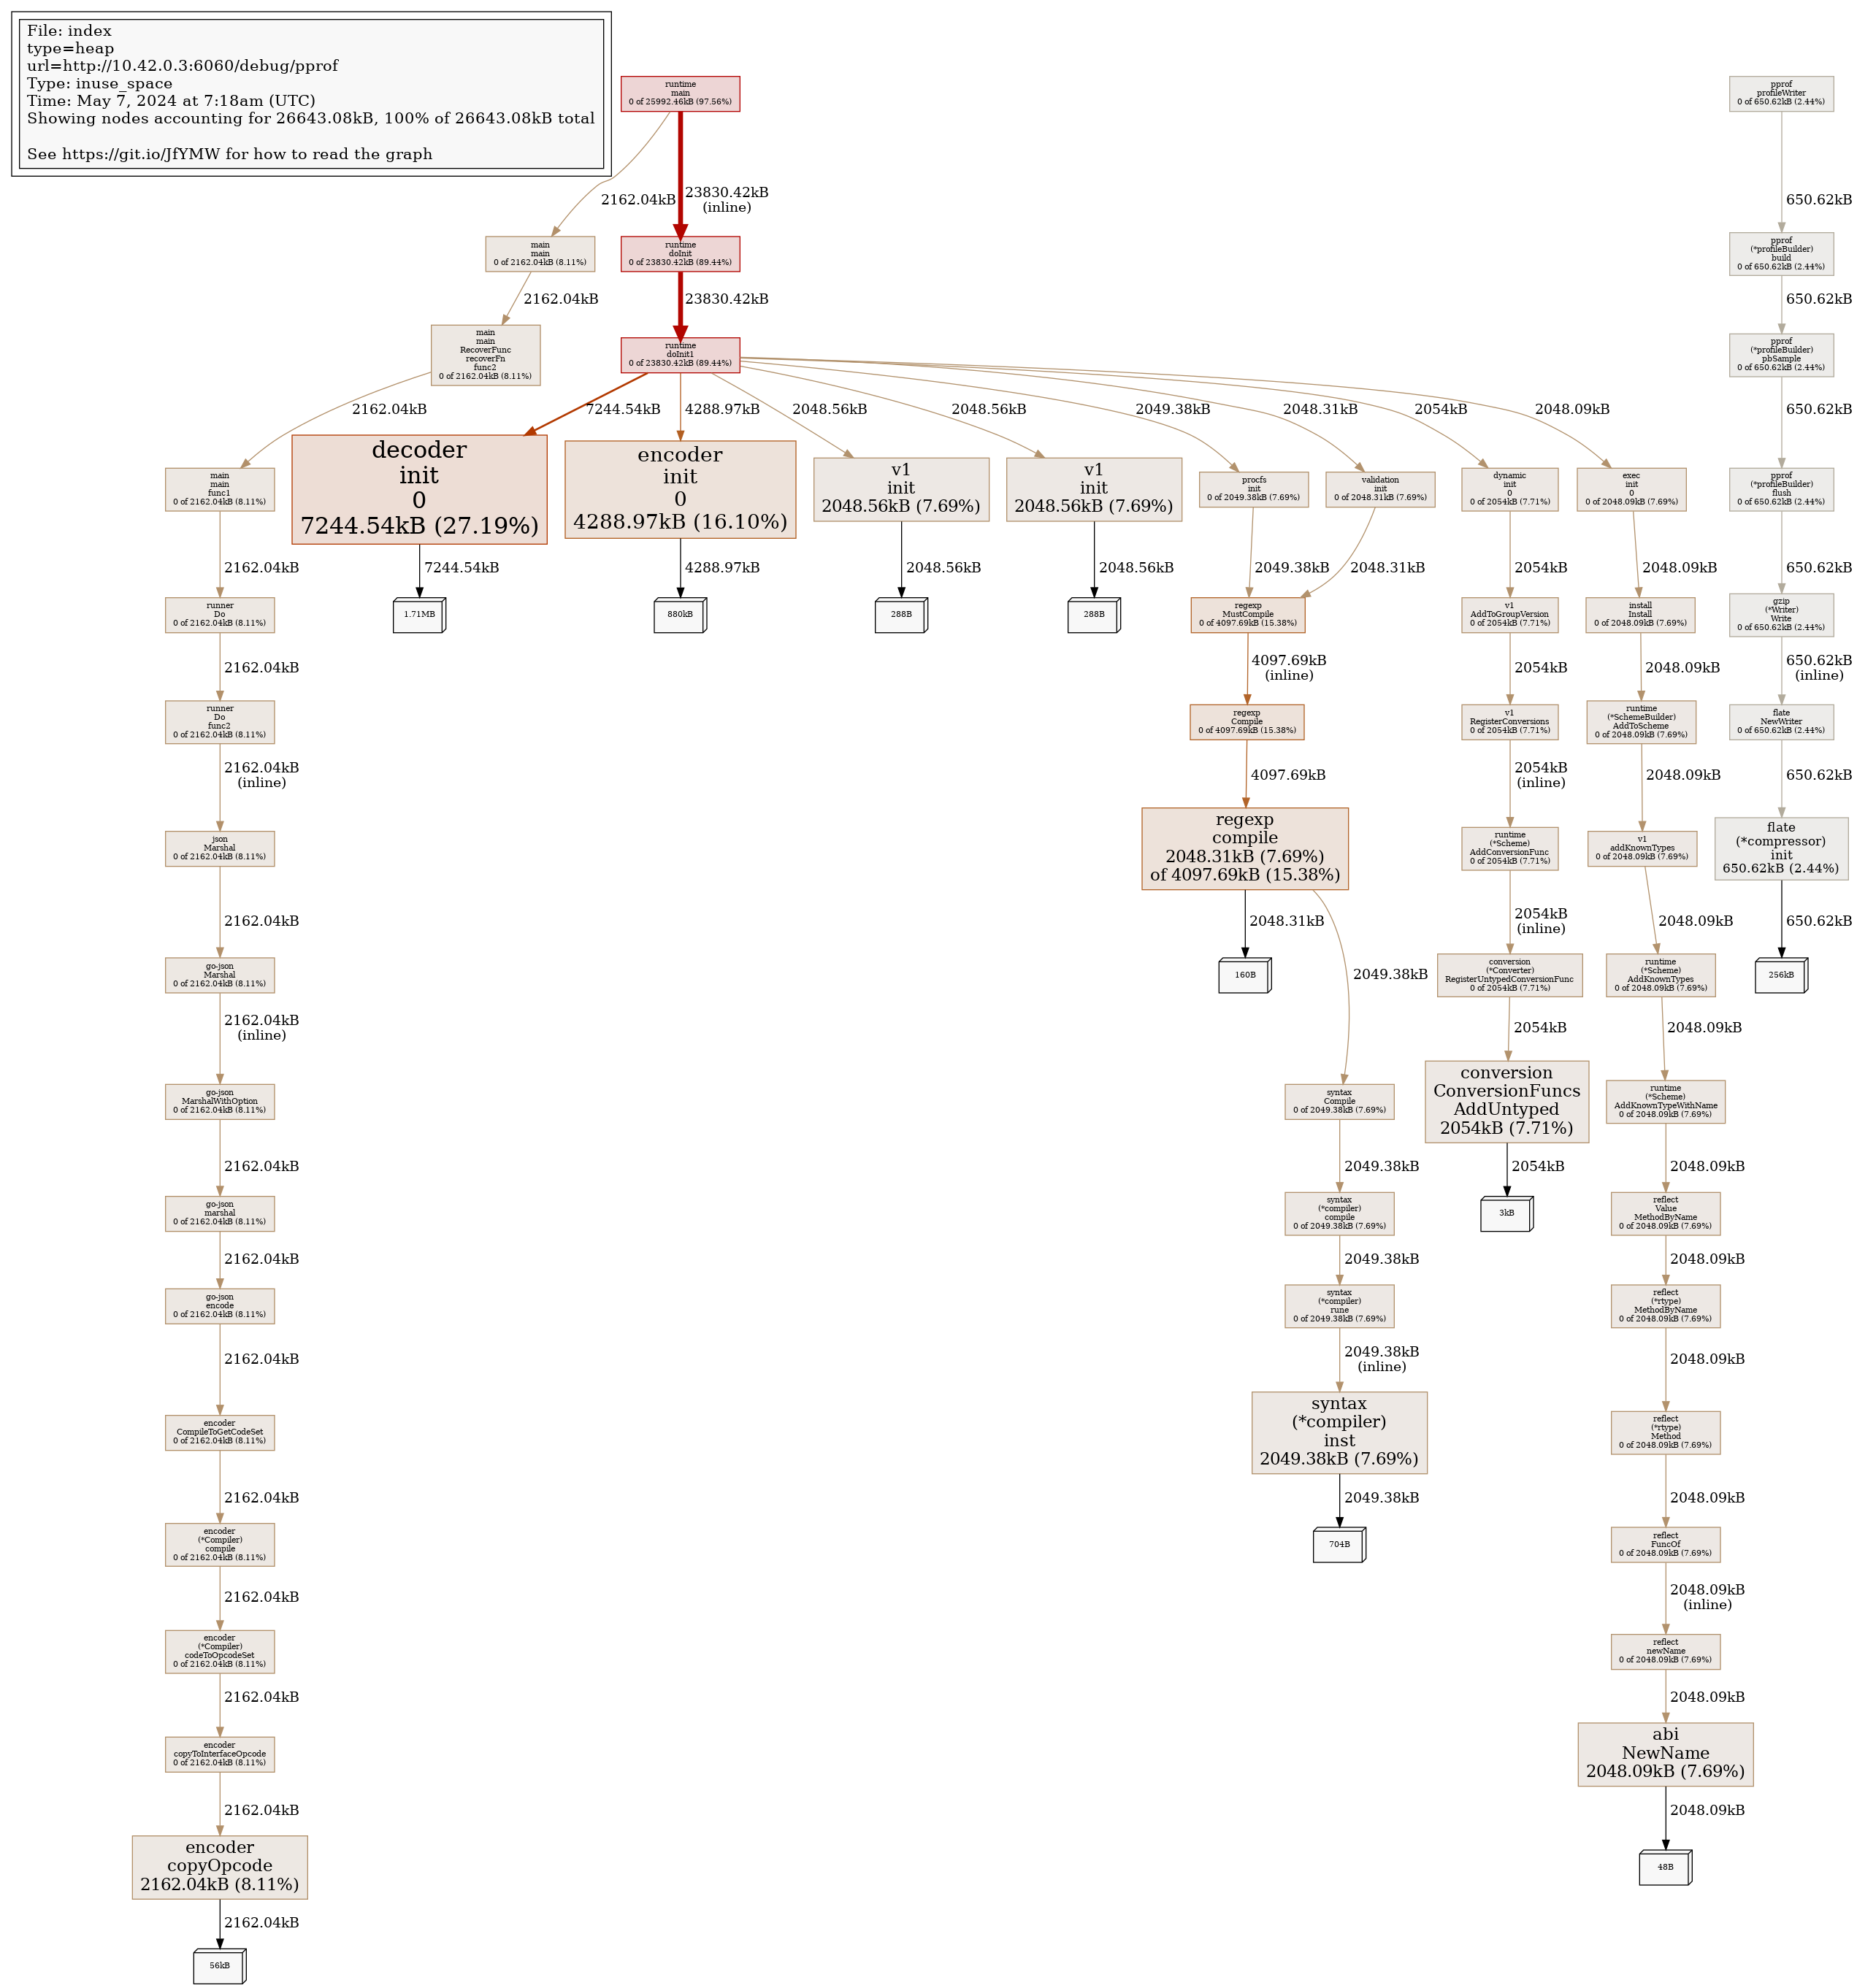 File: index
type=heap
url=http://10.42.0.3:6060/debug/pprof
Type: inuse_space
Time: May 7, 2024 at 7:18am (UTC)
Showing nodes accounting for 26643.08kB, 100% of 26643.08kB total
See https://git.io/JfYMW for how to read the graph
runtime
main
0 of 25992.46kB (97.56%)
pprof
profileWriter
0 of 650.62kB (2.44%)
2162.04kB
23830.42kB
(inline)
650.62kB
main
main
0 of 2162.04kB (8.11%)
runtime
doInit
0 of 23830.42kB (89.44%)
pprof
(*profileBuilder)
build
0 of 650.62kB (2.44%)
2162.04kB
23830.42kB
650.62kB
main
main
RecoverFunc
recoverFn
func2
0 of 2162.04kB (8.11%)
runtime
doInit1
0 of 23830.42kB (89.44%)
pprof
(*profileBuilder)
pbSample
0 of 650.62kB (2.44%)
2162.04kB
7244.54kB
4288.97kB
2048.56kB
2048.56kB
2049.38kB
2048.31kB
2054kB
2048.09kB
650.62kB
main
main
func1
0 of 2162.04kB (8.11%)
decoder
init
0
7244.54kB (27.19%)
encoder
init
0
4288.97kB (16.10%)
v1
init
2048.56kB (7.69%)
v1
init
2048.56kB (7.69%)
procfs
init
0 of 2049.38kB (7.69%)
validation
init
0 of 2048.31kB (7.69%)
dynamic
init
0
0 of 2054kB (7.71%)
exec
init
0
0 of 2048.09kB (7.69%)
pprof
(*profileBuilder)
flush
0 of 650.62kB (2.44%)
2162.04kB
7244.54kB
4288.97kB
2048.56kB
2048.56kB
2049.38kB
2048.31kB
2054kB
2048.09kB
650.62kB
runner
Do
0 of 2162.04kB (8.11%)
1.71MB
880kB
288B
288B
regexp
MustCompile
0 of 4097.69kB (15.38%)
v1
AddToGroupVersion
0 of 2054kB (7.71%)
install
Install
0 of 2048.09kB (7.69%)
gzip
(*Writer)
Write
0 of 650.62kB (2.44%)
2162.04kB
4097.69kB
(inline)
2054kB
2048.09kB
650.62kB
(inline)
runner
Do
func2
0 of 2162.04kB (8.11%)
regexp
Compile
0 of 4097.69kB (15.38%)
v1
RegisterConversions
0 of 2054kB (7.71%)
runtime
(*SchemeBuilder)
AddToScheme
0 of 2048.09kB (7.69%)
flate
NewWriter
0 of 650.62kB (2.44%)
2162.04kB
(inline)
4097.69kB
2054kB
(inline)
2048.09kB
650.62kB
json
Marshal
0 of 2162.04kB (8.11%)
regexp
compile
2048.31kB (7.69%)
of 4097.69kB (15.38%)
runtime
(*Scheme)
AddConversionFunc
0 of 2054kB (7.71%)
v1
addKnownTypes
0 of 2048.09kB (7.69%)
flate
(*compressor)
init
650.62kB (2.44%)
2162.04kB
2048.31kB
2049.38kB
2054kB
(inline)
2048.09kB
650.62kB
go-json
Marshal
0 of 2162.04kB (8.11%)
160B
conversion
(*Converter)
RegisterUntypedConversionFunc
0 of 2054kB (7.71%)
runtime
(*Scheme)
AddKnownTypes
0 of 2048.09kB (7.69%)
256kB
2162.04kB
(inline)
2054kB
2048.09kB
go-json
MarshalWithOption
0 of 2162.04kB (8.11%)
syntax
Compile
0 of 2049.38kB (7.69%)
conversion
ConversionFuncs
AddUntyped
2054kB (7.71%)
runtime
(*Scheme)
AddKnownTypeWithName
0 of 2048.09kB (7.69%)
2162.04kB
2049.38kB
2054kB
2048.09kB
go-json
marshal
0 of 2162.04kB (8.11%)
syntax
(*compiler)
compile
0 of 2049.38kB (7.69%)
3kB
reflect
Value
MethodByName
0 of 2048.09kB (7.69%)
2162.04kB
2049.38kB
2048.09kB
go-json
encode
0 of 2162.04kB (8.11%)
syntax
(*compiler)
rune
0 of 2049.38kB (7.69%)
reflect
(*rtype)
MethodByName
0 of 2048.09kB (7.69%)
2162.04kB
2049.38kB
(inline)
2048.09kB
encoder
CompileToGetCodeSet
0 of 2162.04kB (8.11%)
syntax
(*compiler)
inst
2049.38kB (7.69%)
reflect
(*rtype)
Method
0 of 2048.09kB (7.69%)
2162.04kB
2049.38kB
2048.09kB
encoder
(*Compiler)
compile
0 of 2162.04kB (8.11%)
704B
reflect
FuncOf
0 of 2048.09kB (7.69%)
2162.04kB
2048.09kB
(inline)
encoder
(*Compiler)
codeToOpcodeSet
0 of 2162.04kB (8.11%)
reflect
newName
0 of 2048.09kB (7.69%)
2162.04kB
2048.09kB
encoder
copyToInterfaceOpcode
0 of 2162.04kB (8.11%)
abi
NewName
2048.09kB (7.69%)
2162.04kB
2048.09kB
encoder
copyOpcode
2162.04kB (8.11%)
48B
2162.04kB
56kB